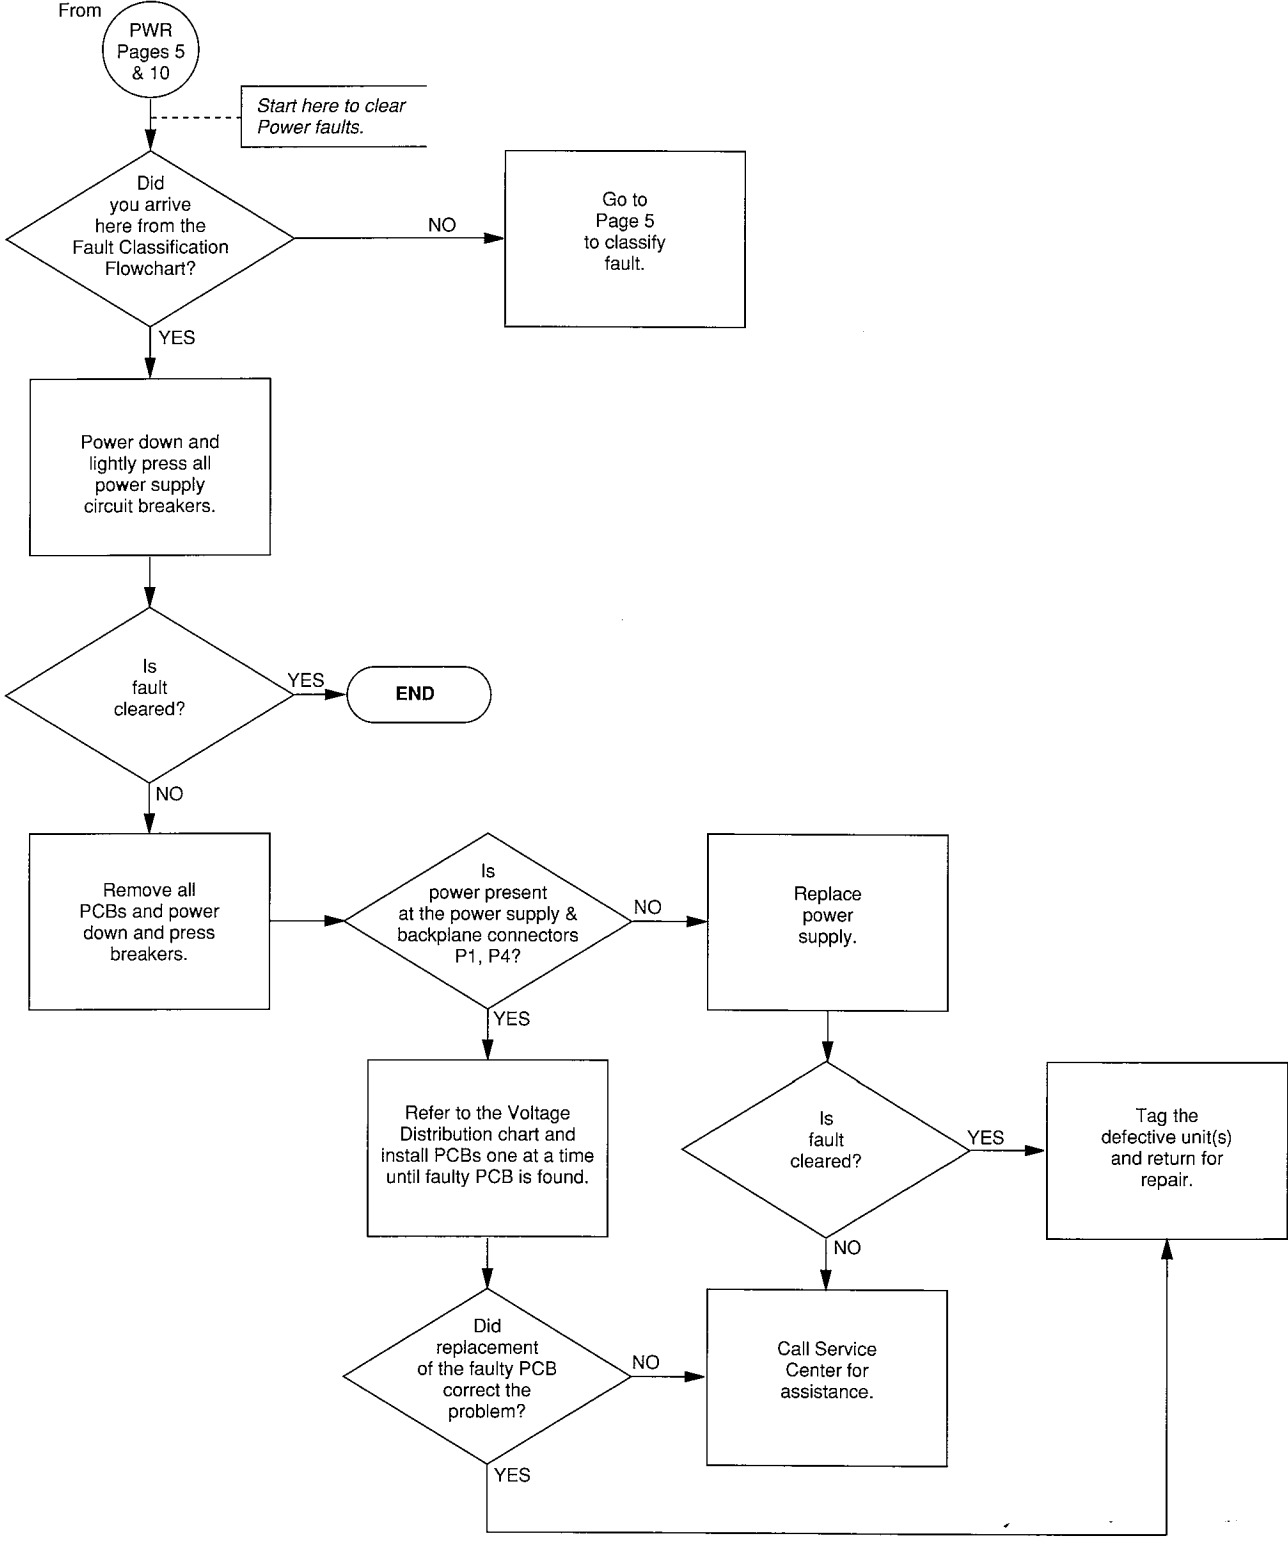 From
PWR
Pages 5
& 10
Start here to clear
Power faults.
Did
you arrive
here from the
Fault Classification
Flowchart?
NO
Go to
Page 5
to classify
fault.
YES
Power down and
lightly press all
power supply
circuit breakers.
Is
fault
cleared?
YES
END
NO
Remove all
PCBs and power
down and press
breakers.
Is
power present
at the power supply &
backplane connectors
P1, P4?
NO
Replace
power
supply.
YES
Refer to the Voltage
Distribution chart and
install PCBs one at a time
until faulty PCB is found.
Is
fault
cleared?
YES
Tag the
defective unit(s)
and return for
repair.
NO
Did
replacement
of the faulty PCB
correct the
problem?
NO
Call Service
Center for
assistance.
YES